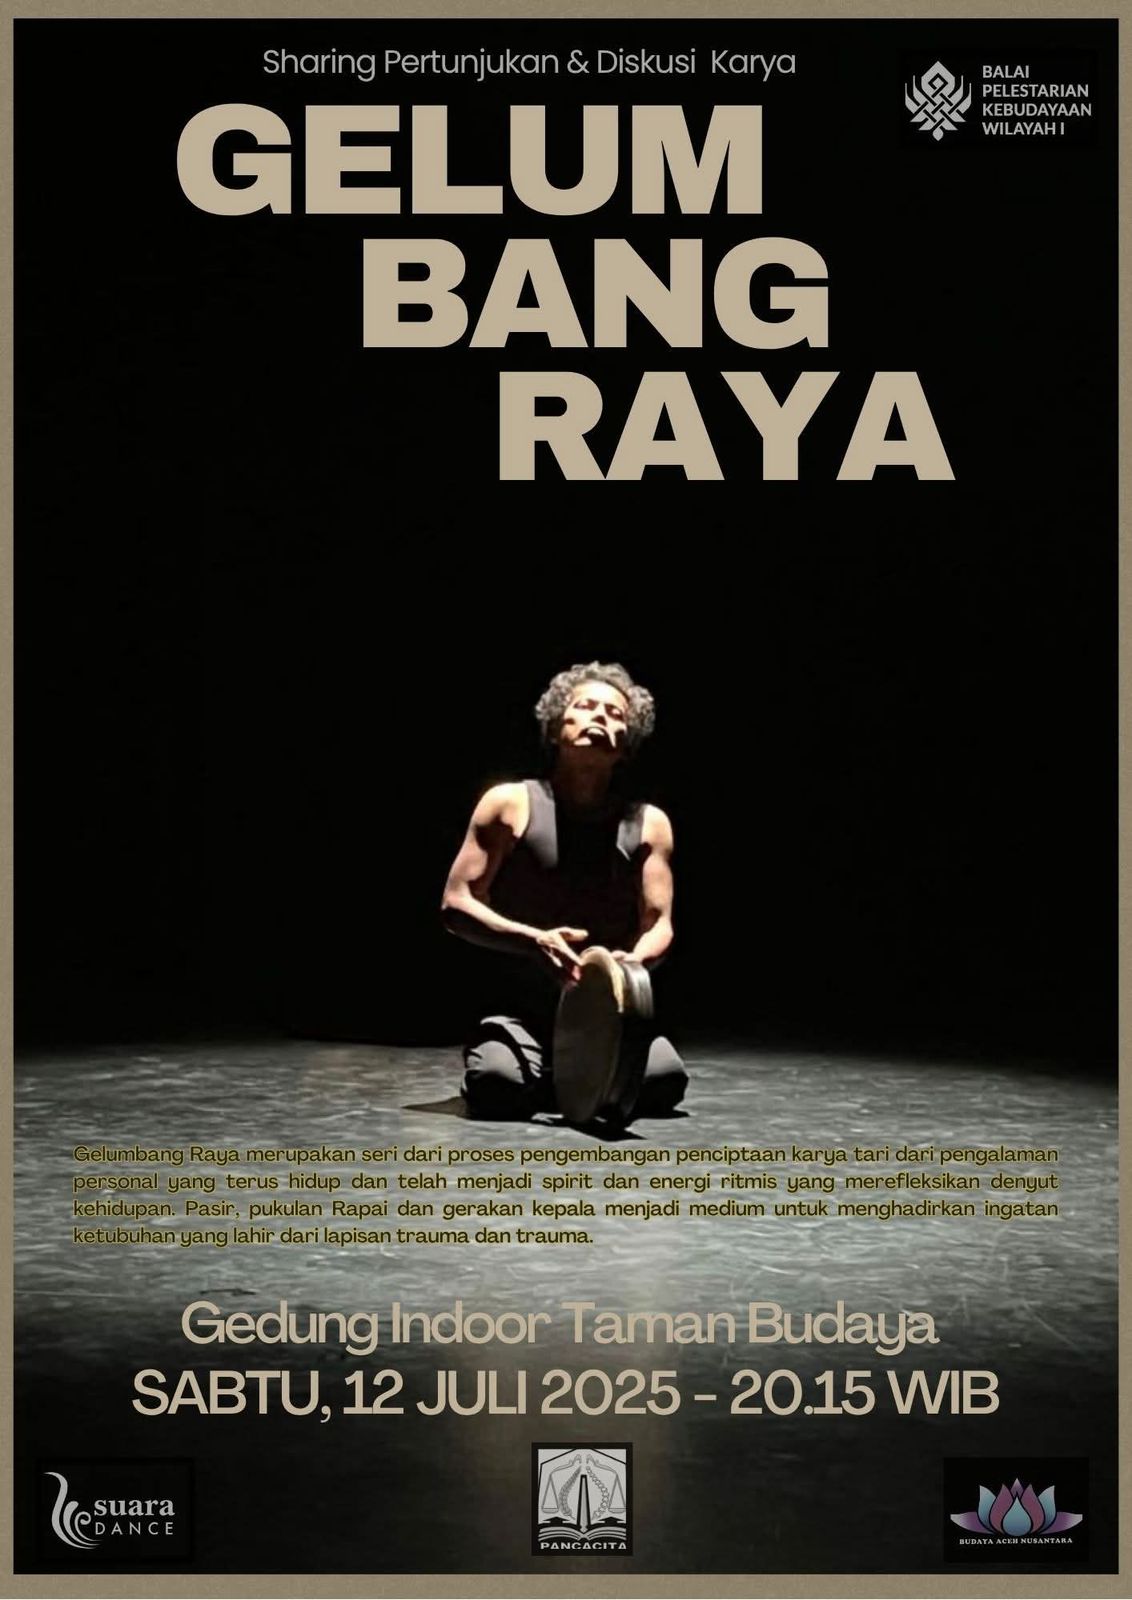 Sharing Pertunjukan & Diskusi Karya
BALAI
PELESTARIAN
KEBUDAYAAN
WILAYAH I
GELUM
BANG
RAYA
Gelumbang Raya merupakan seri dari proses pengembangan penciptaan karya tari dari pengalaman
personal yang terus hidup dan telah menjadi spirit dan energi ritmis yang merefleksikan denyut
kehidupan. Pasir, pukulan Rapai dan gerakan kepala menjadi medium untuk menghadirkan ingatan
ketubuhan yang lahir dari lapisan trauma dan trauma.
Gedung Indoor Taman Budaya
SABTU, 12 JULI 2025 - 20.15 WIB
suara
DANCE
PANCACITA
BUDAYA ACEH NUSANTARA